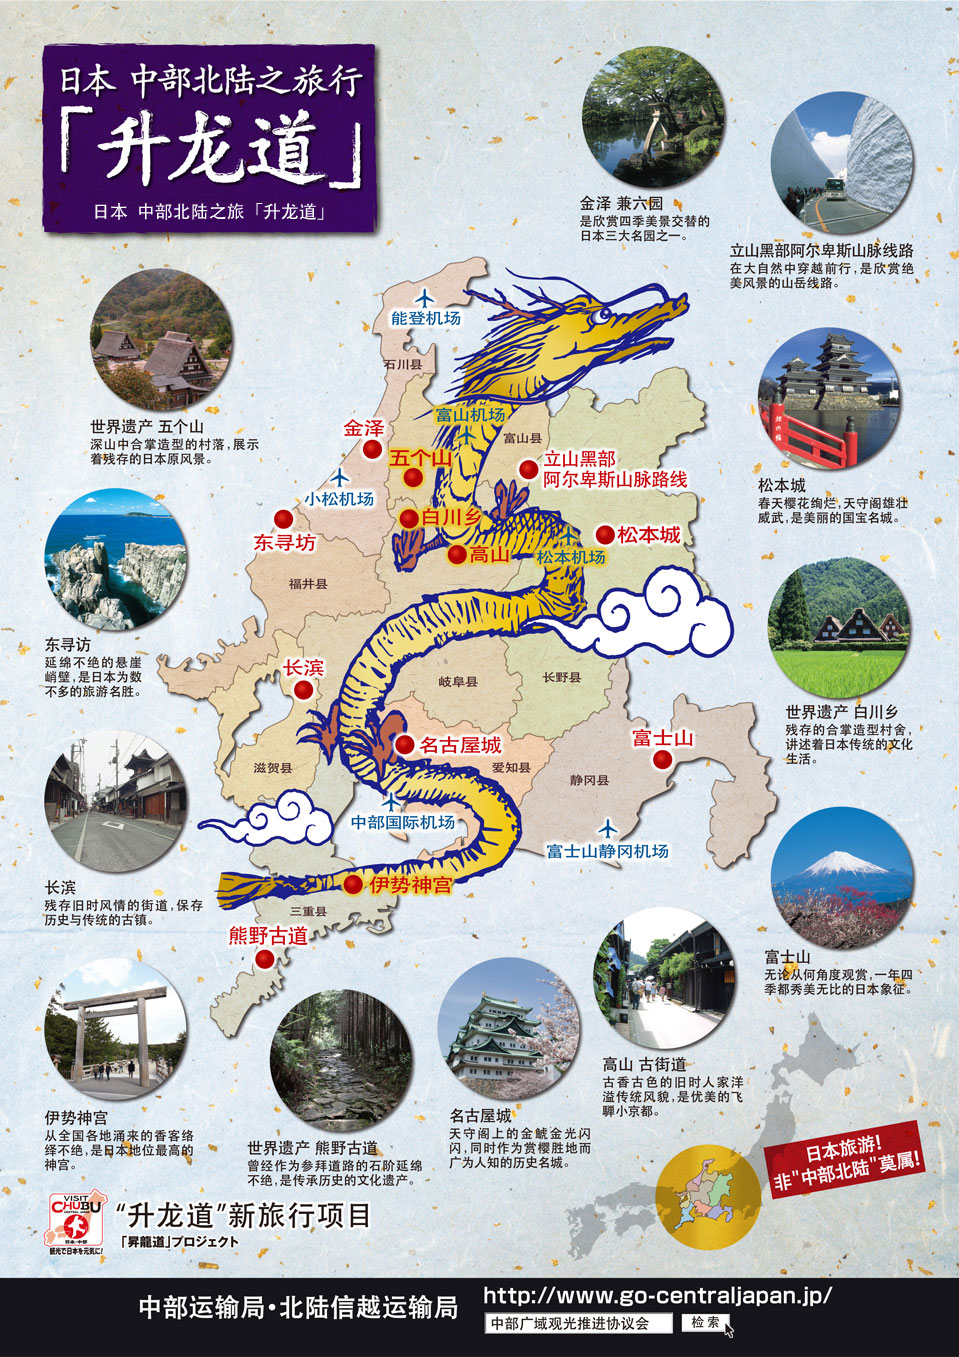 日本 中部北陆之旅行
「升龙道」
日本 中部北陆之旅「升龙道」
金泽 兼六园
是欣赏四季美景交替的
日本三大名园之一。
立山黑部阿尔卑斯山脉线路
在大自然中穿越前行,是欣赏绝
美风景的山岳线路。
世界遗产 五个山
深山中合掌造型的村落,展示
着残存的日本原风景。
松本城
春天樱花绚烂,天守阁雄壮
威武,是美丽的国宝名城。
东寻访
延绵不绝的悬崖
峭壁,是日本为数
不多的旅游名胜。
世界遗产 白川乡
残存的合掌造型村舍,
讲述着日本传统的文化
生活。
长滨
残存旧时风情的街道,保存
历史与传统的古镇。
富士山
无论从何角度观赏,一年四
季都秀美无比的日本象征。
伊势神宫
从全国各地涌来的香客络
绎不绝,是日本地位最高的
神宫。
世界遗产 熊野古道
曾经作为参拜道路的石阶延绵
不绝,是传承历史的文化遗产。
名古屋城
天守阁上的金鯱金光闪
闪,同时作为赏樱胜地而
广为人知的历史名城。
高山 古街道
古香古色的旧时人家洋
溢传统风貌,是优美的飞
驒小京都。
能登机场
石川县
富山机场
富山县
金泽
五个山
立山黑部
阿尔卑斯山脉路线
小松机场
白川乡
东寻坊
高山
松本机场
松本城
福井县
长滨
岐阜县
长野县
名古屋城
富士山
滋贺县
爱知县
静冈县
中部国际机场
富士山静冈机场
伊势神宫
三重县
熊野古道
日本旅游!
非"中部北陆"莫属!
VISIT
CHUBU
CENTRAL JAPAN
日本·中部
観光で日本を元気に!
“升龙道”新旅行项目
「昇龍道」プロジェクト
中部运输局·北陆信越运输局
http://www.go-centraljapan.jp/
中部广域观光推进协议会
检索